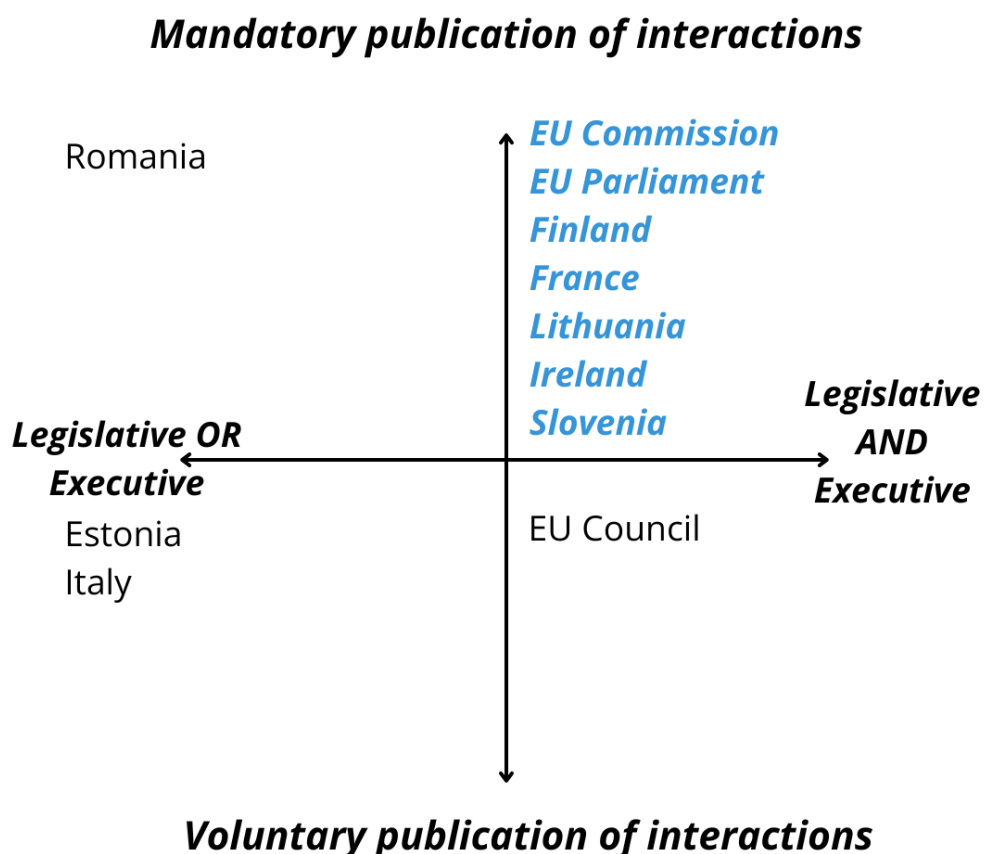 Mandatory publication of interactions
Romania
EU Commission
EU Parliament
Finland
France
Lithuania
Ireland
Slovenia
Legislative OR
Executive
Legislative
AND
Executive
Estonia
Italy
EU Council
Voluntary publication of interactions